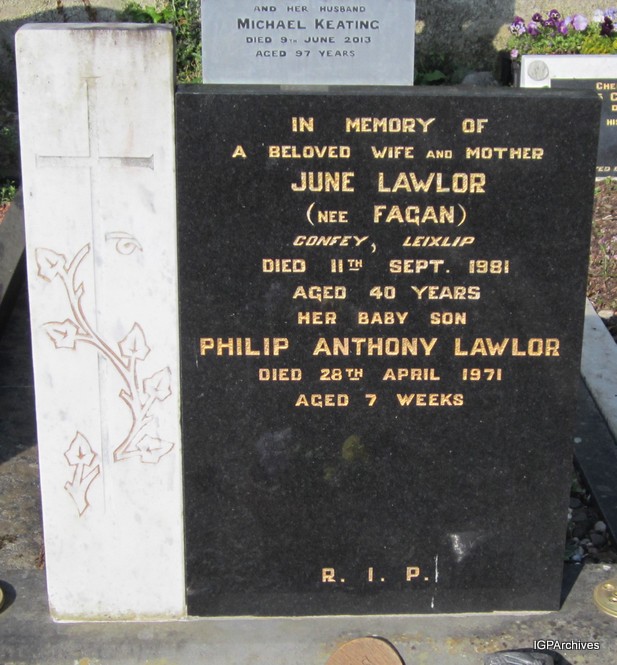 AND HER HUSBAND
MICHAEL KEATING
DIED 9TH JUNE 2013
AGED 97 YEARS
CHE
IN MEMORY OF
A BELOVED WIFE AND MOTHER
JUNE LAWLOR
(NEE FAGAN)
CONFEY, LEIXLIP
DIED 11TH SEPT. 1981
AGED 40 YEARS
HER BABY SON
PHILIP ANTHONY LAWLOR
DIED 28TH APRIL 1971
AGED 7 WEEKS
R. I. P.
IGPArchives